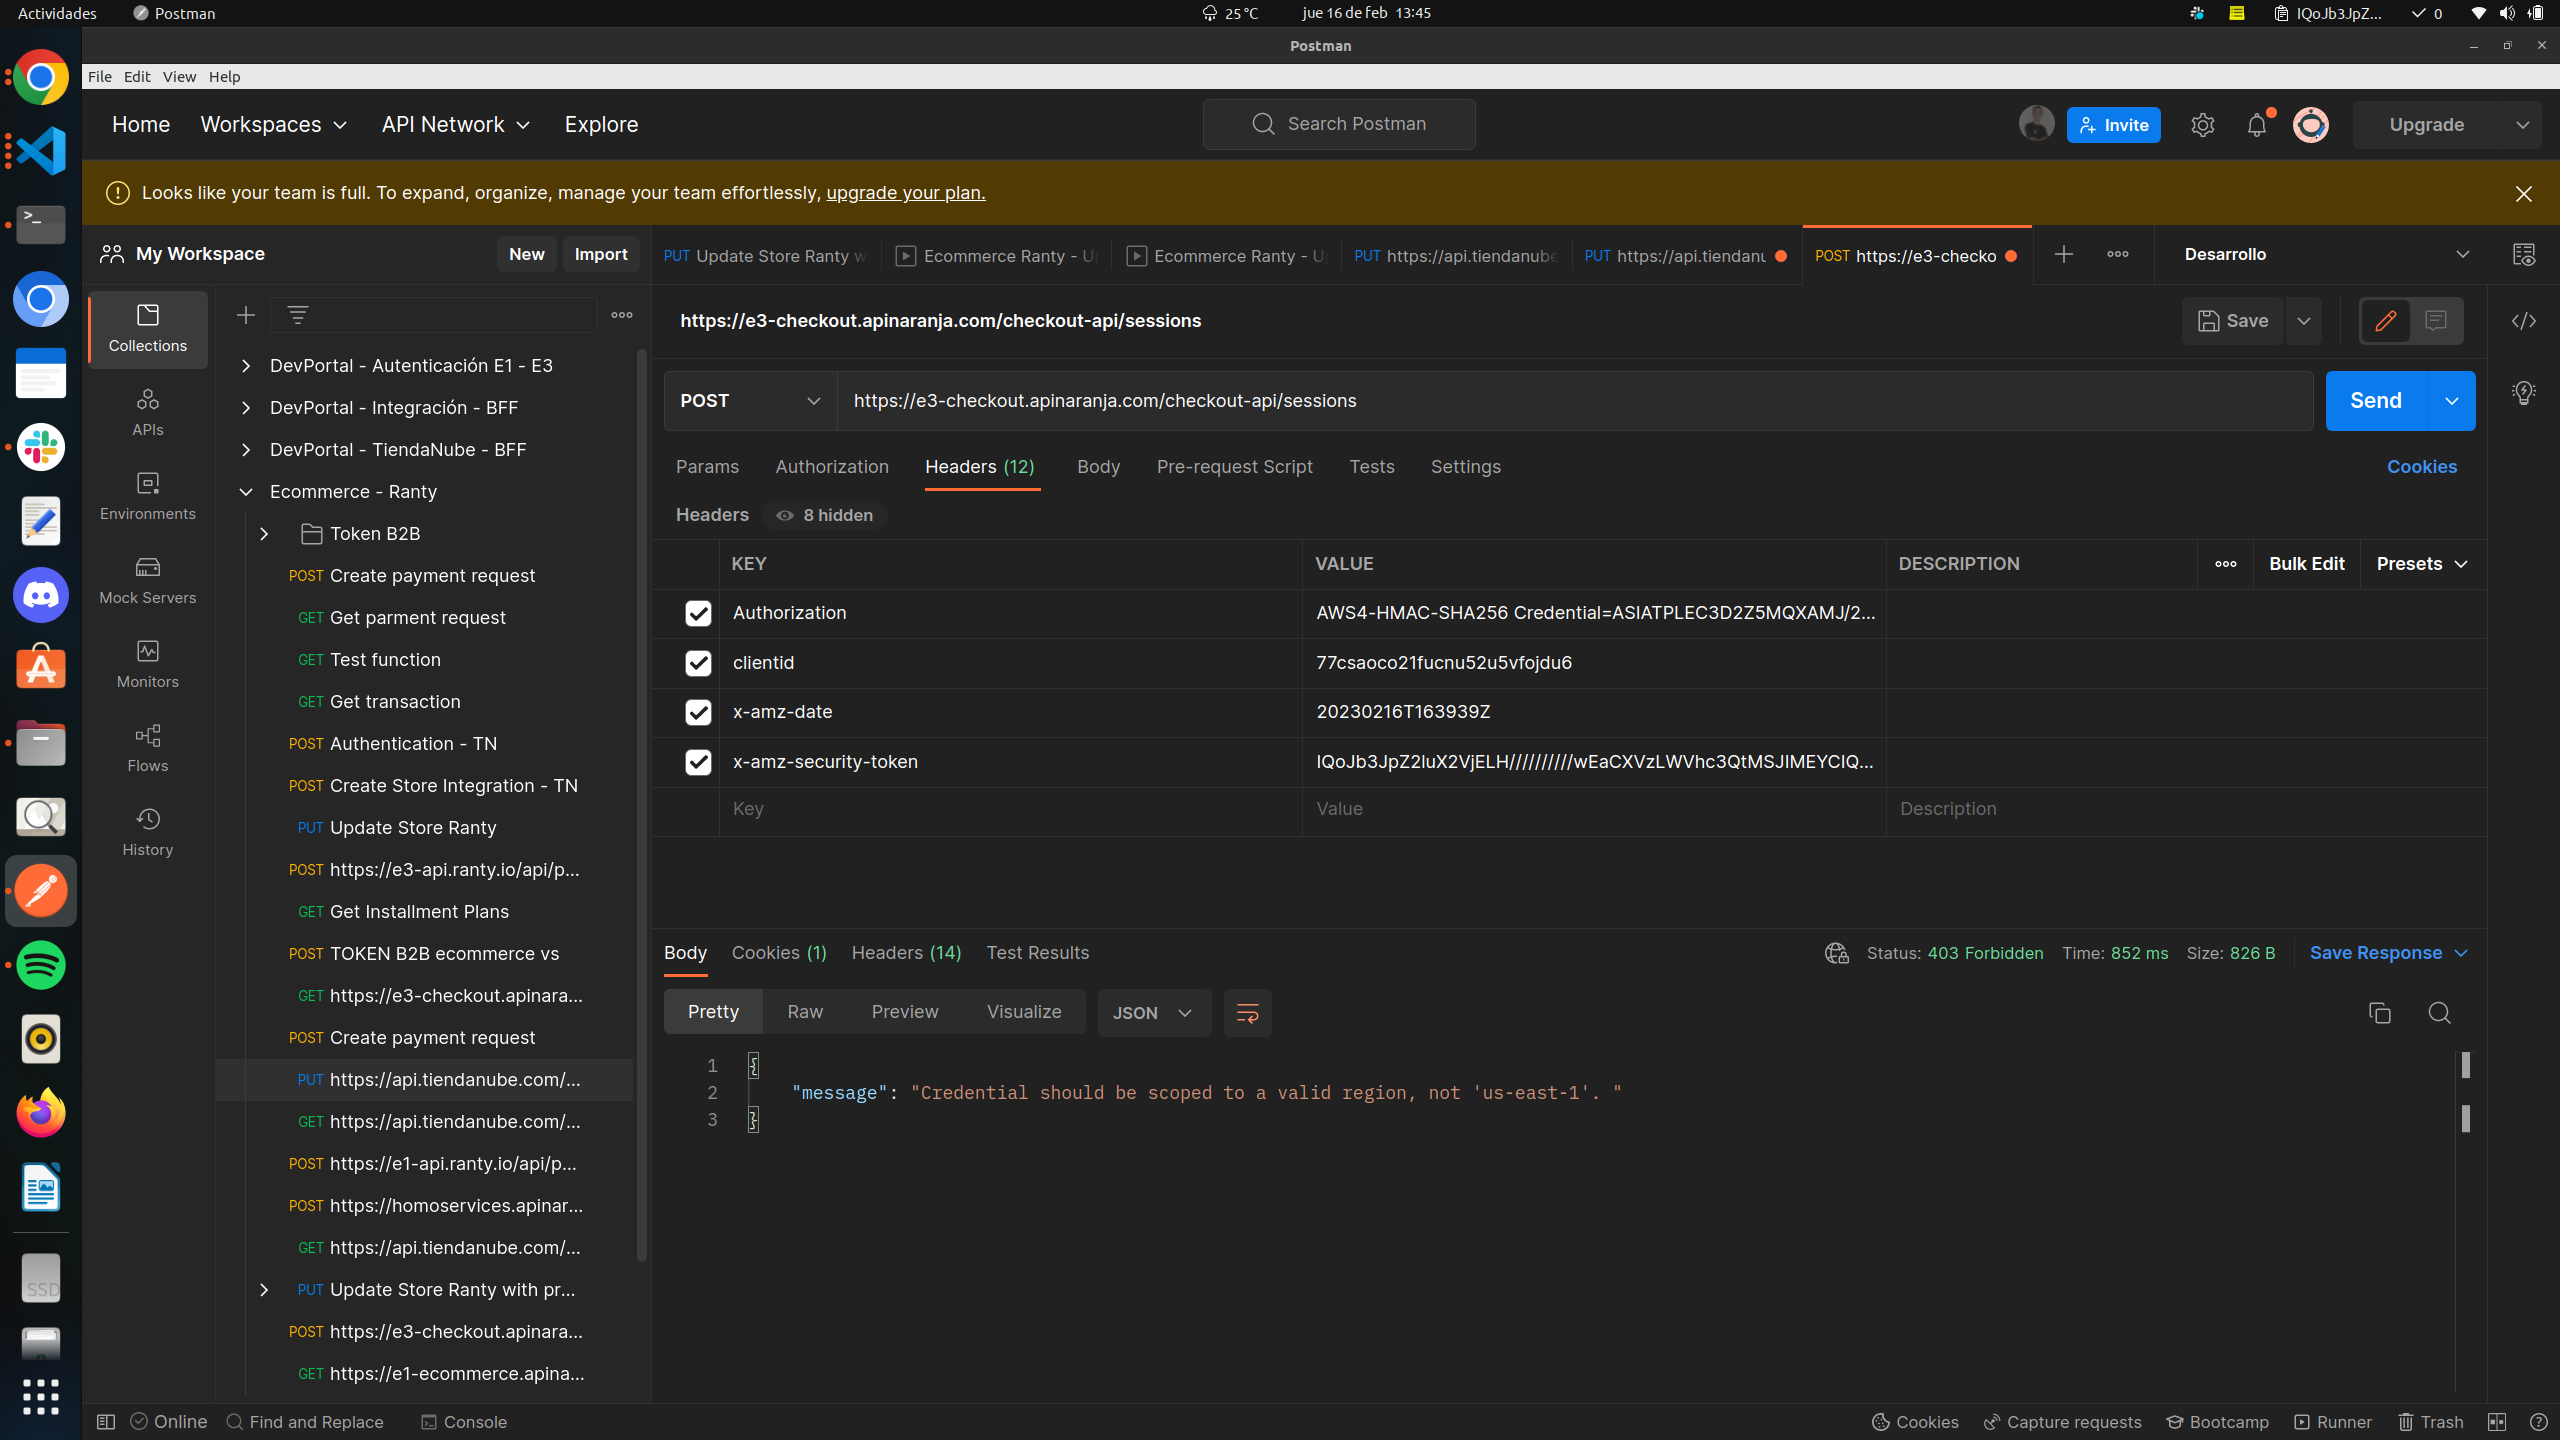 Actividades
Postman
25 °C
jue 16 de feb 13:45
IQoJb3JpZ...
0
Postman
File Edit View Help
Home
Workspaces
API Network
Explore
Search Postman
Invite
Upgrade
Looks like your team is full. To expand, organize, manage your team effortlessly, upgrade your plan.
My Workspace
New
Import
PUT Update Store Ranty w
Ecommerce Ranty - U
Ecommerce Ranty - U
PUT https://api.tiendanube
PUT https://api.tiendanu
POST https://e3-checko
Desarrollo
Collections
APIs
Environments
Mock Servers
Monitors
Flows
History
DevPortal - Autenticación E1 - E3
DevPortal - Integración - BFF
DevPortal - TiendaNube - BFF
Ecommerce - Ranty
Token B2B
POST Create payment request
GET Get parment request
GET Test function
GET Get transaction
POST Authentication - TN
POST Create Store Integration - TN
PUT Update Store Ranty
POST https://e3-api.ranty.io/api/p...
GET Get Installment Plans
POST TOKEN B2B ecommerce vs
GET https://e3-checkout.apinara...
POST Create payment request
PUT https://api.tiendanube.com/...
GET https://api.tiendanube.com/...
POST https://e1-api.ranty.io/api/p...
POST https://homoservices.apinar...
GET https://api.tiendanube.com/...
PUT Update Store Ranty with pr...
POST https://e3-checkout.apinara...
GET https://e1-ecommerce.apina...
https://e3-checkout.apinaranja.com/checkout-api/sessions
Save
POST
https://e3-checkout.apinaranja.com/checkout-api/sessions
Send
Params
Authorization
Headers (12)
Body
Pre-request Script
Tests
Settings
Cookies
Headers
8 hidden
KEY
VALUE
DESCRIPTION
Bulk Edit
Presets
Authorization
AWS4-HMAC-SHA256 Credential=ASIATPLEC3D2Z5MQXAMJ/2...
clientid
77csaoco21fucnu52u5vfojdu6
x-amz-date
20230216T163939Z
x-amz-security-token
IQoJb3JpZ2luX2VjELH//////////wEaCXVzLWVhc3QtMSJIMEYCIQ...
Key
Value
Description
Body
Cookies (1)
Headers (14)
Test Results
Status: 403 Forbidden
Time: 852 ms
Size: 826 B
Save Response
Pretty
Raw
Preview
Visualize
JSON
1 {
2 "message": "Credential should be scoped to a valid region, not 'us-east-1'. "
3 }
SSD
Online
Find and Replace
Console
Cookies
Capture requests
Bootcamp
Runner
Trash